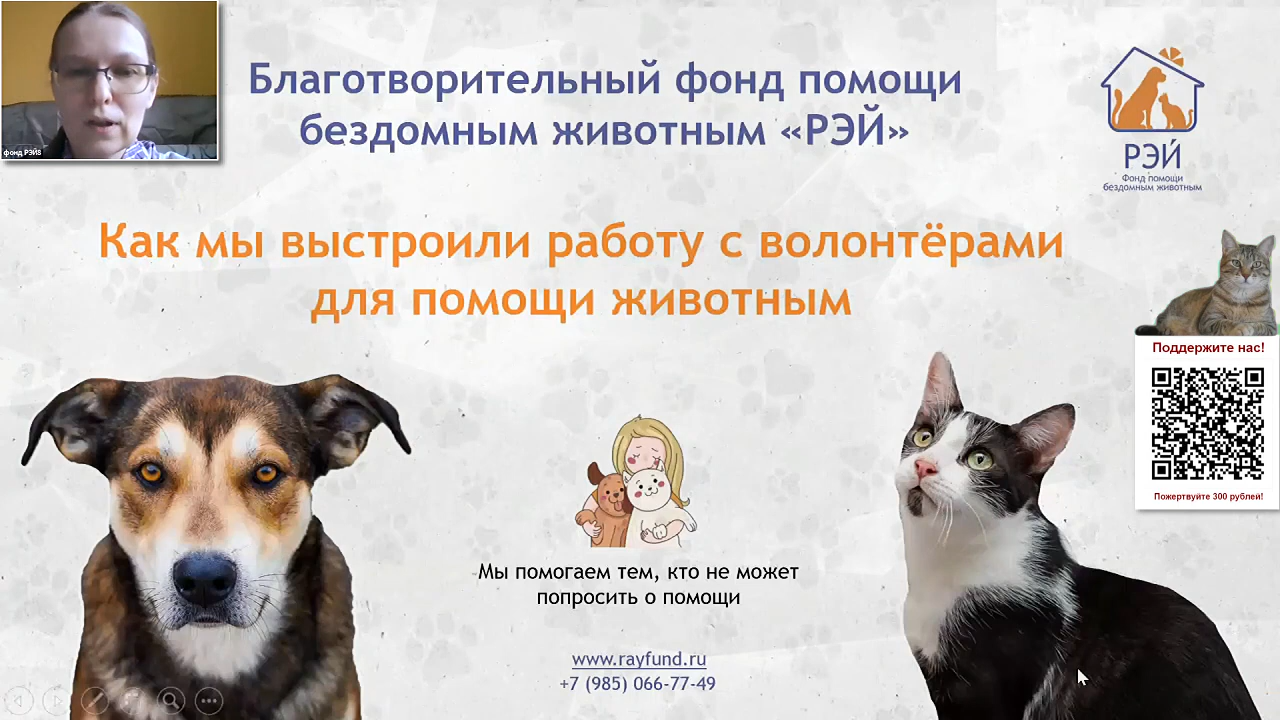 фонд РЭЙ8
Благотворительный фонд помощи
бездомным животным «РЭЙ»
РЭЙ
Фонд помощи
бездомным животным
Как мы выстроили работу с волонтёрами
для помощи животным
Поддержите нас!
Пожертвуйте 300 рублей!
Мы помогаем тем, кто не может
попросить о помощи
www.rayfund.ru
+7 (985) 066-77-49